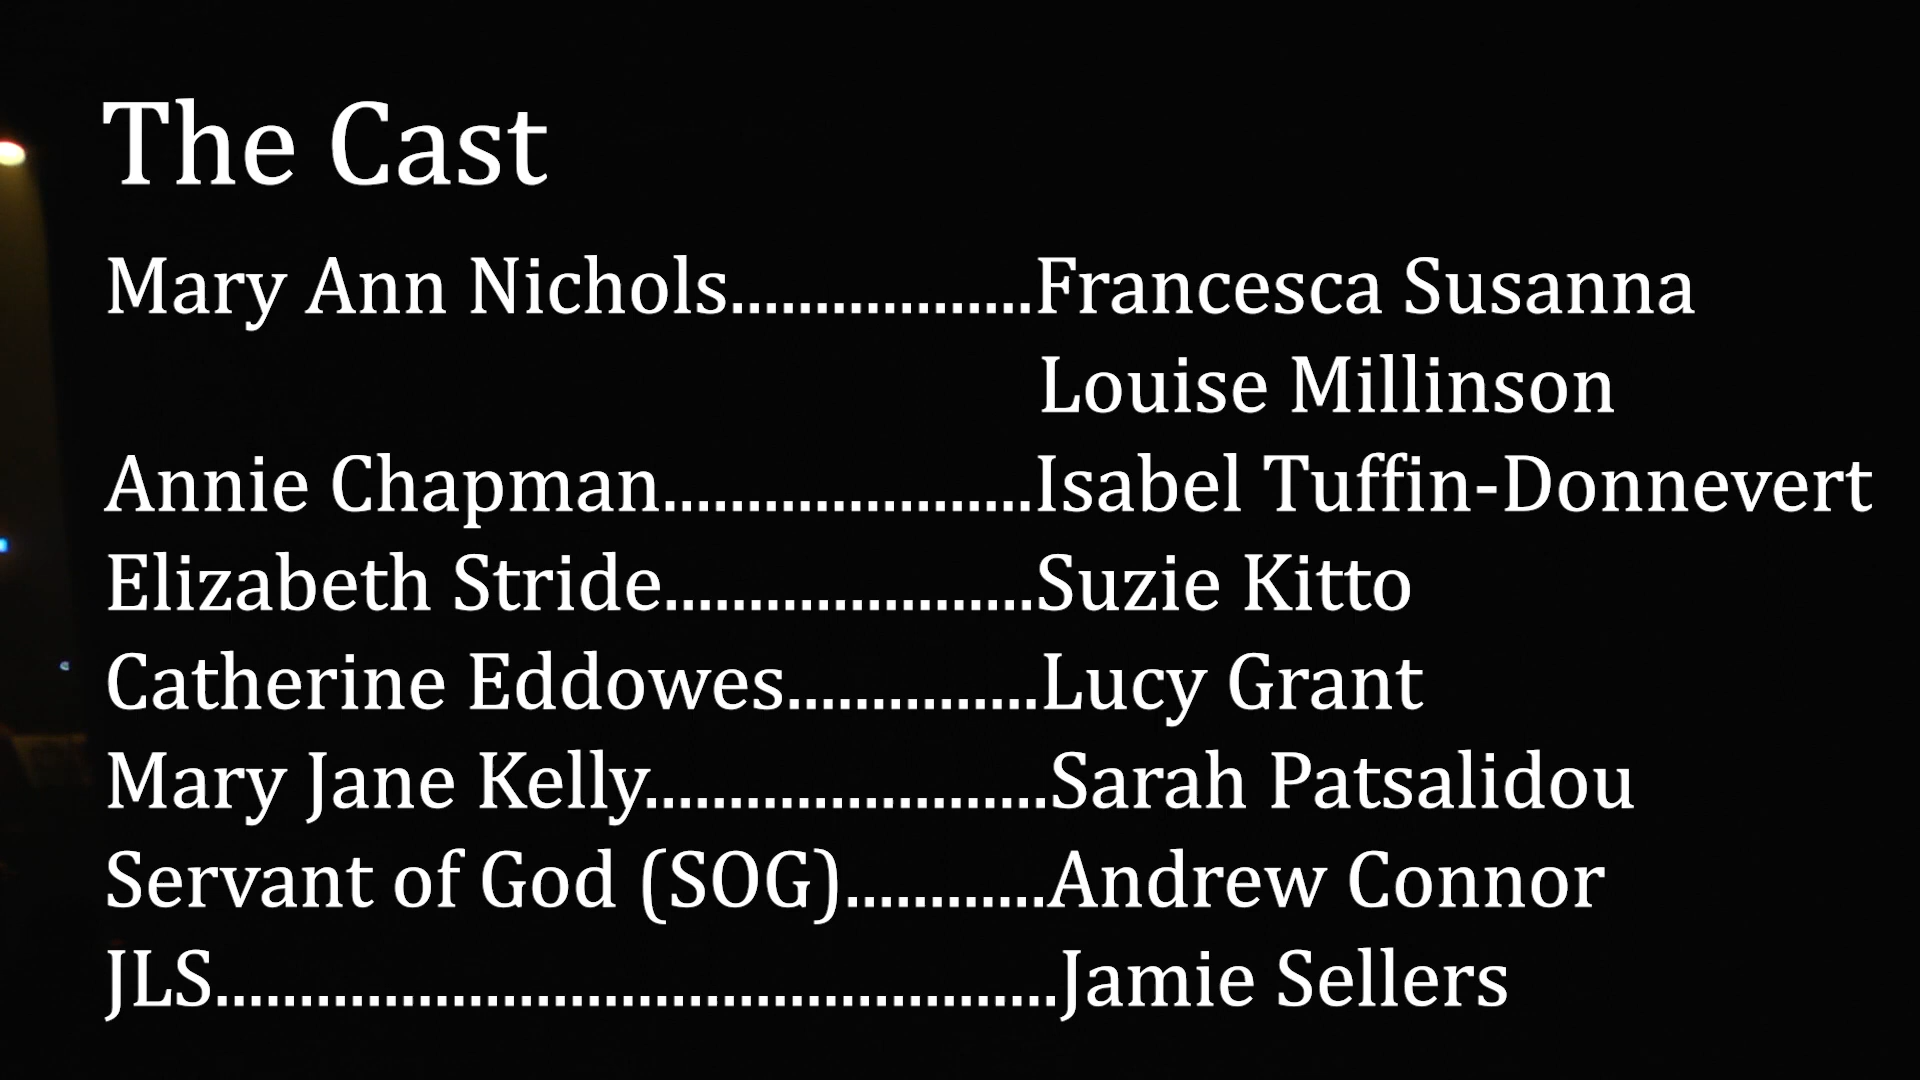 The Cast
Mary Ann Nichols..................Francesca Susanna
Louise Millinson
Annie Chapman......................Isabel Tuffin-Donnevert
Elizabeth Stride......................Suzie Kitto
Catherine Eddowes...............Lucy Grant
Mary Jane Kelly........................Sarah Patsalidou
Servant of God (SOG)............Andrew Connor
JLS..................................................Jamie Sellers